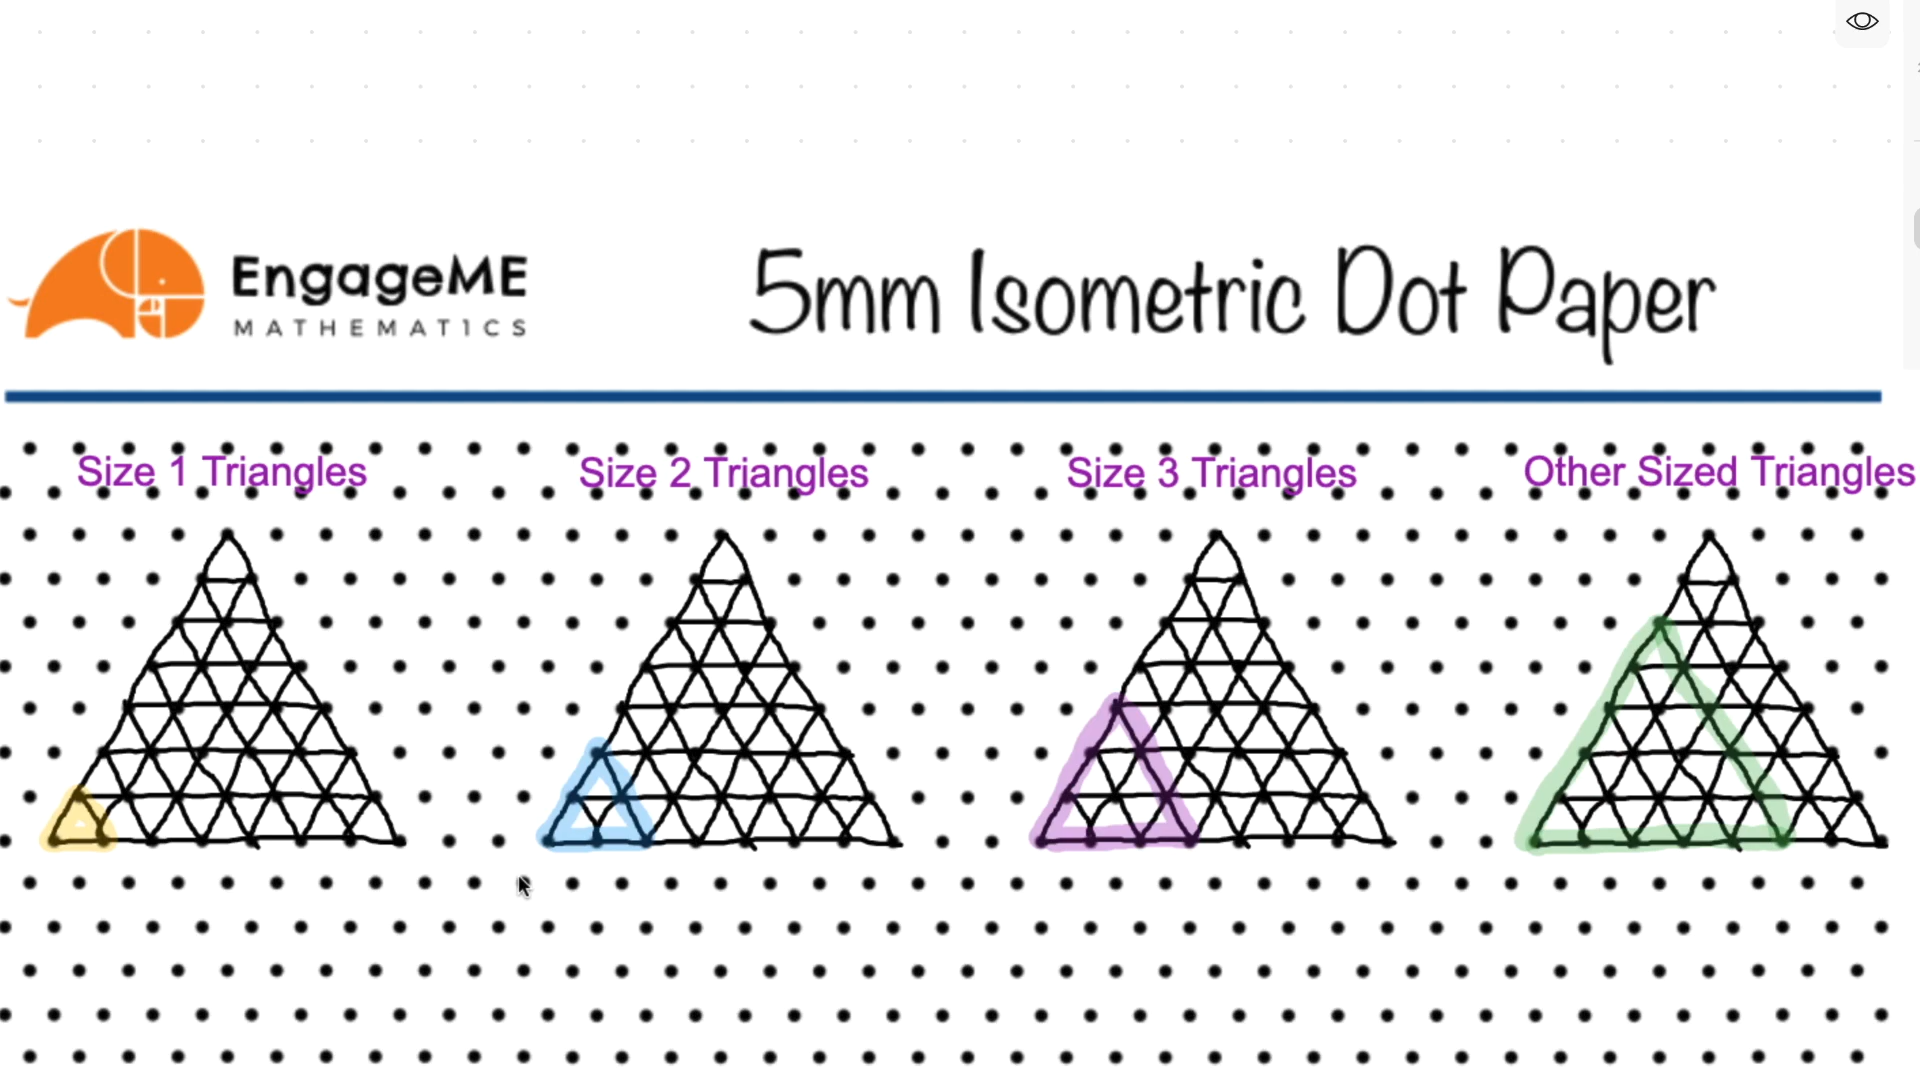 EngageME
MATHEMATICS
5mm Isometric Dot Paper
Size 1 Triangles
Size 2 Triangles
Size 3 Triangles
Other Sized Triangles